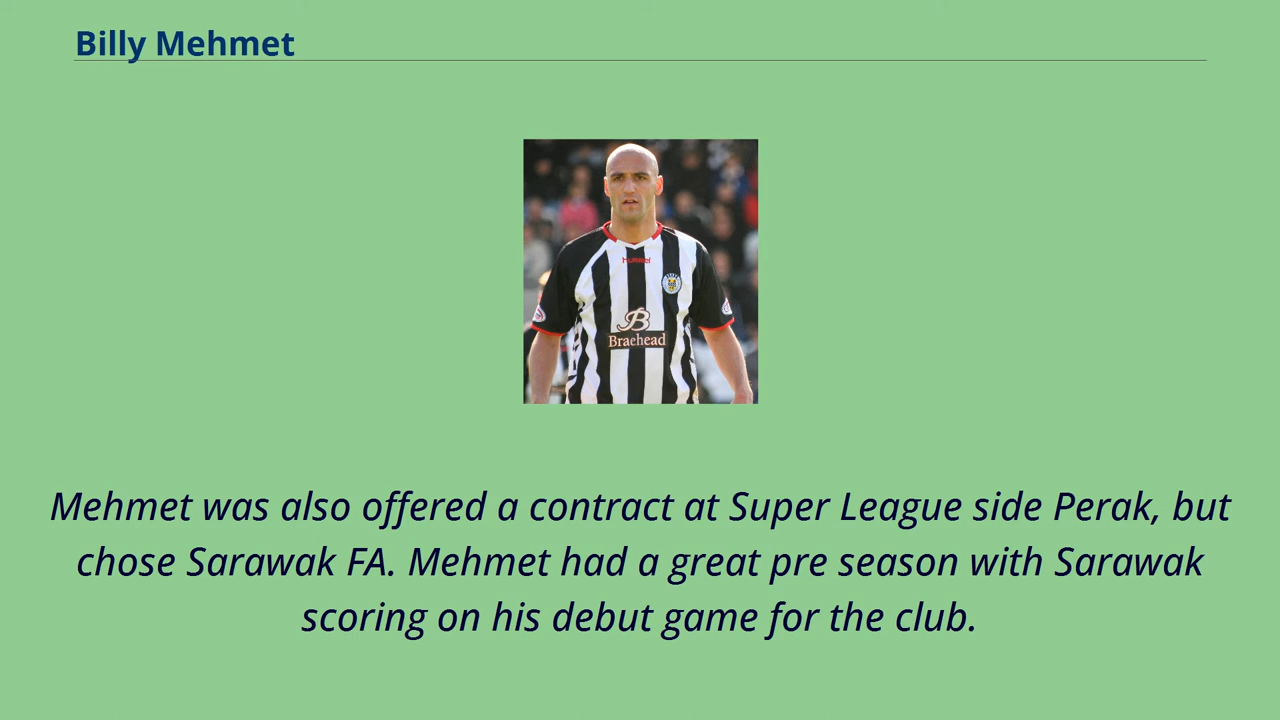 Billy Mehmet
hummel
B
Braehead
Mehmet was also offered a contract at Super League side Perak, but
chose Sarawak FA. Mehmet had a great pre season with Sarawak
scoring on his debut game for the club.